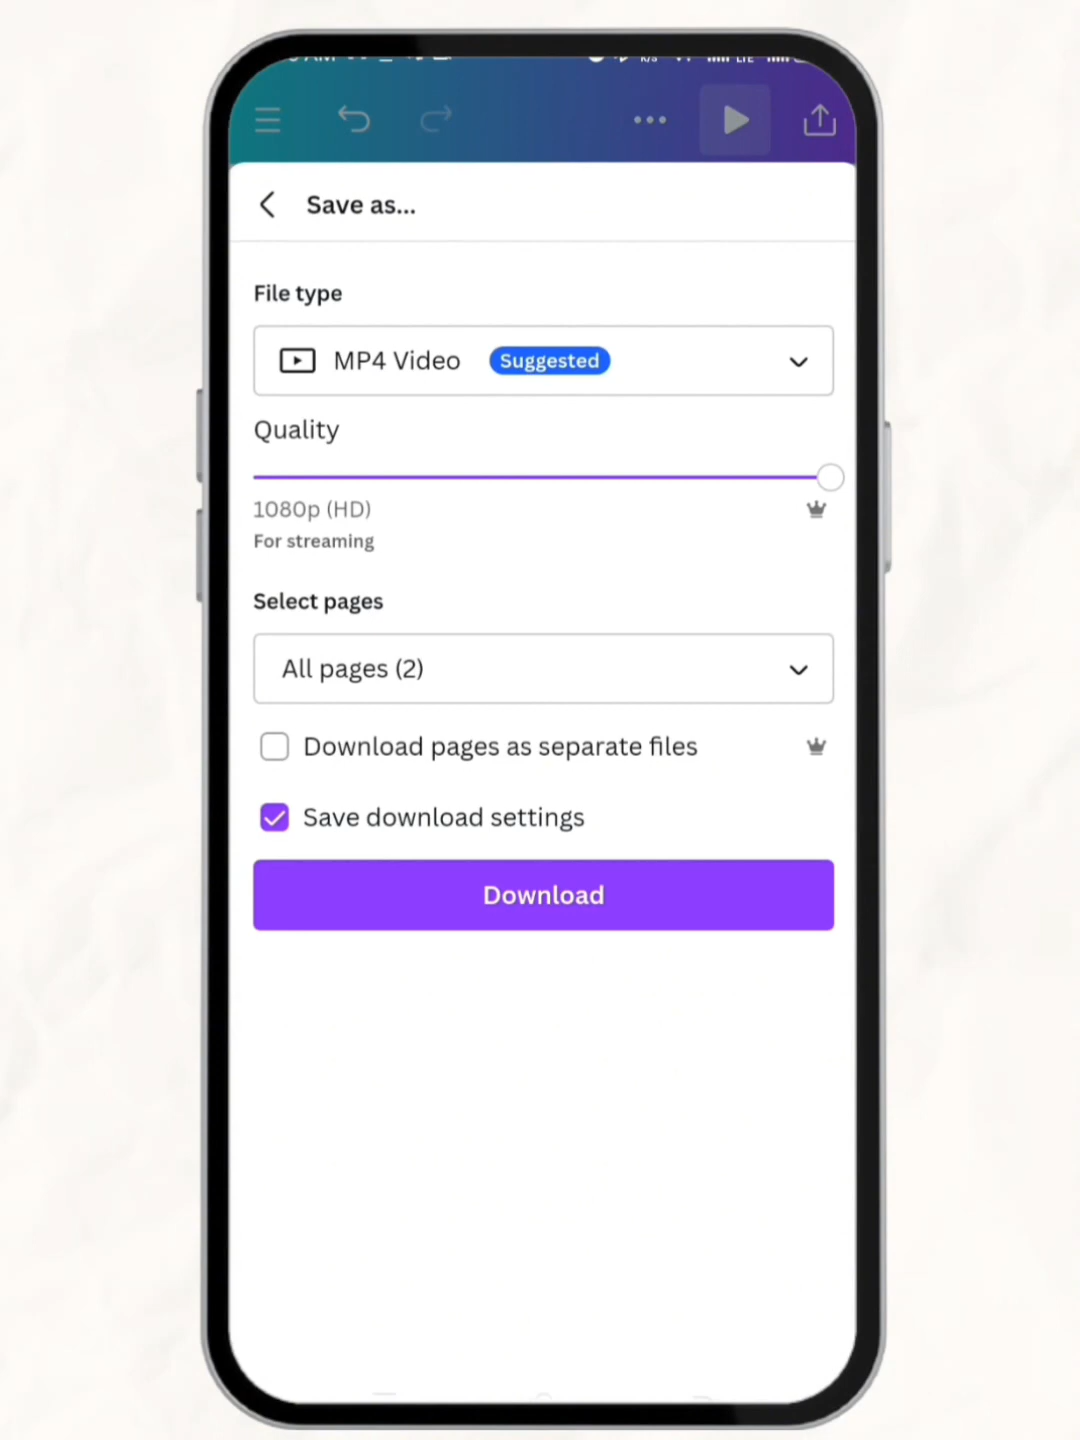 Save as...
File type
MP4 Video Suggested
Quality
1080p (HD)
For streaming
Select pages
All pages (2)
Download pages as separate files
Save download settings
Download